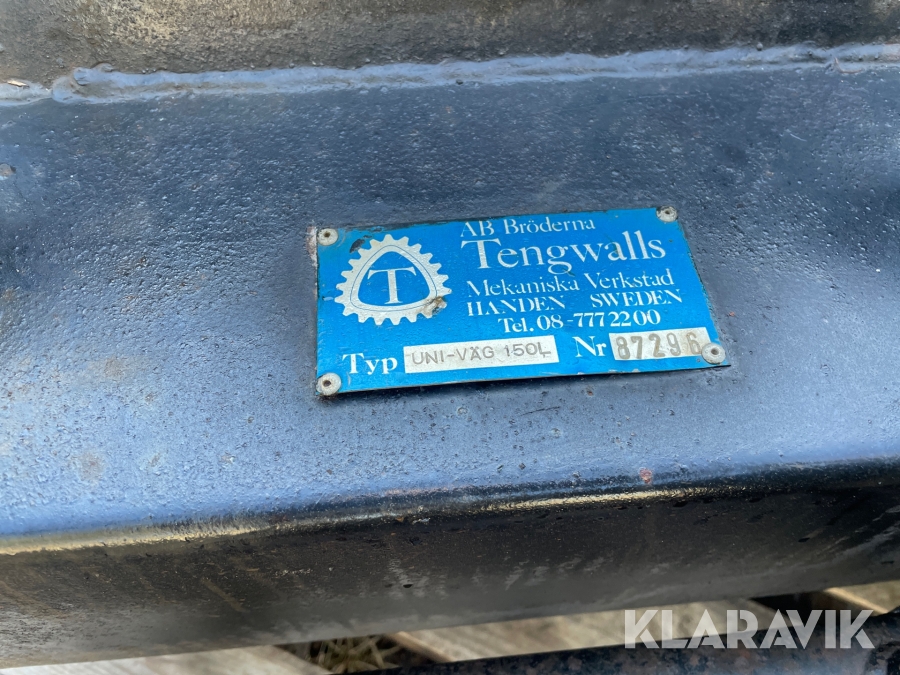 AB Bröderna
Tengwalls
Mekaniska Verkstad
HANDEN SWEDEN
Tel. 08-777 22 00
T
Typ UNI-VÄG 150L Nr 87296
KLARAVIK